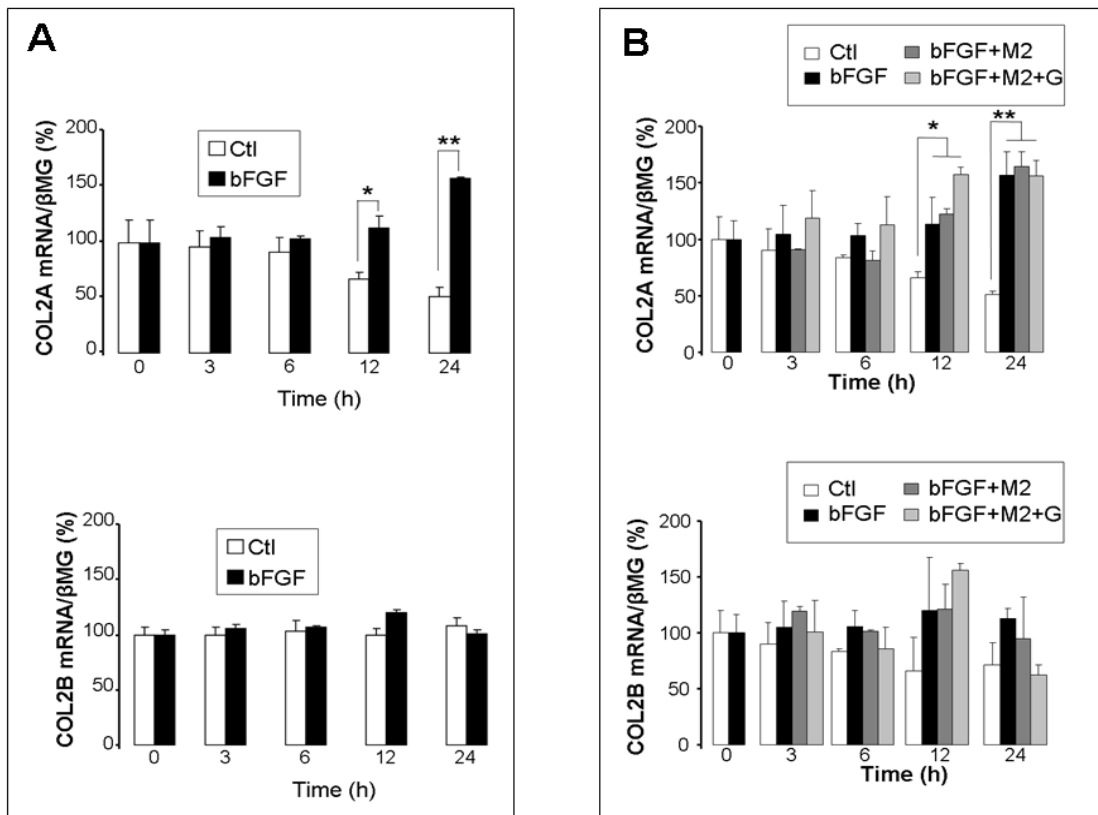 A
COL2A mRNA/βMG (%)
200
150
100
50
0
Ctl
bFGF
*
**
0 3 6 12 24
Time (h)
COL2B mRNA/βMG (%)
200
150
100
50
0
Ctl
bFGF
0 3 6 12 24
Time (h)
B
Ctl bFGF+M2
bFGF bFGF+M2+G
COL2A mRNA/βMG (%)
200
150
100
50
0
*
**
0 3 6 12 24
Time (h)
Ctl bFGF+M2
bFGF bFGF+M2+G
COL2B mRNA/βMG (%)
200
150
100
50
0
0 3 6 12 24
Time (h)